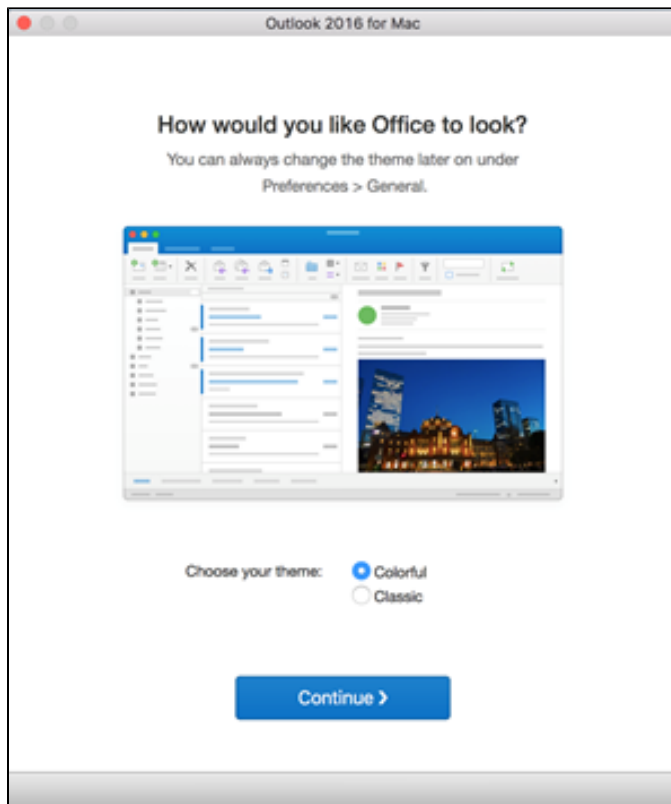 Outlook 2016 for Mac
How would you like Office to look?
You can always change the theme later on under
Preferences > General.
Choose your theme:
Colorful
Classic
Continue ❯